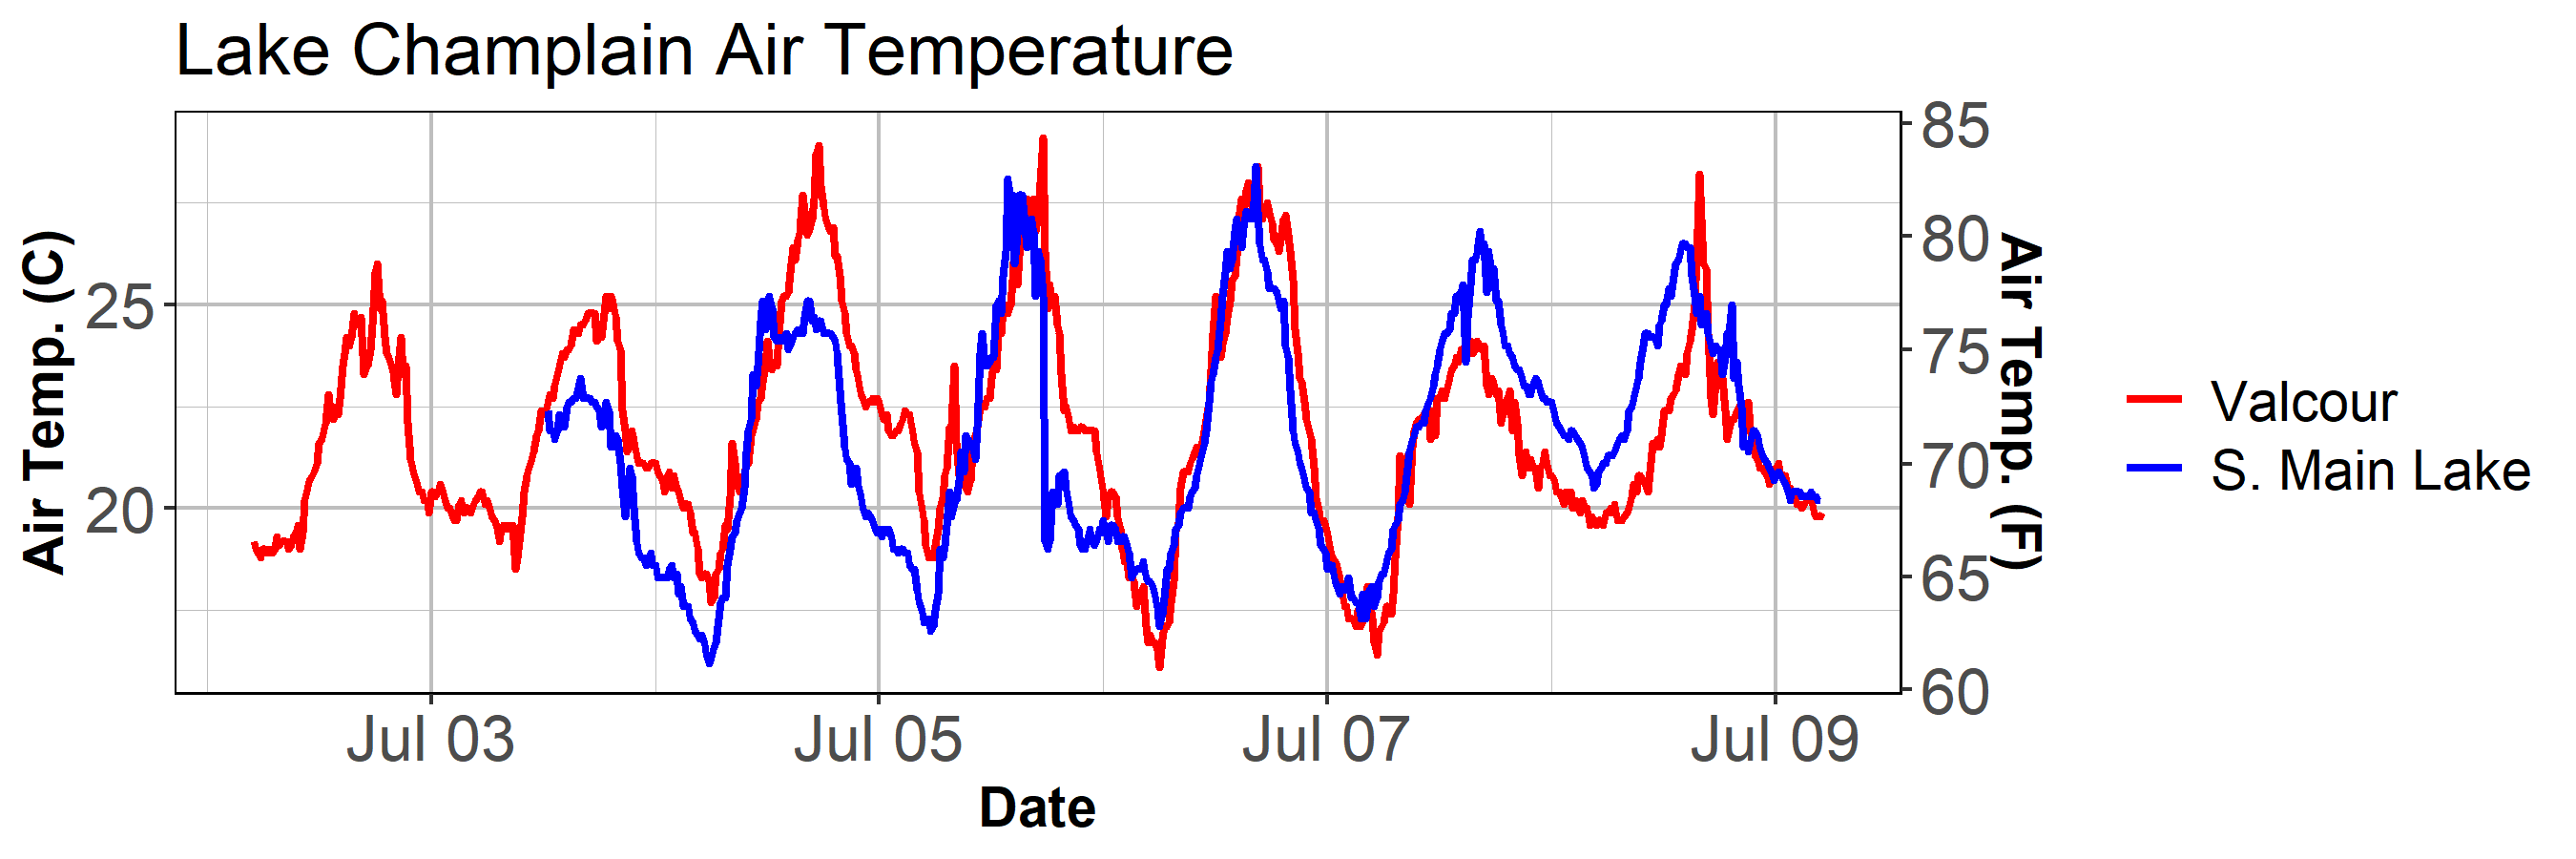 Lake Champlain Air Temperature
Air Temp. (C)
25
20
85
80
75
70
65
60
Air Temp. (F)
Jul 03
Jul 05
Jul 07
Jul 09
Date
Valcour
S. Main Lake